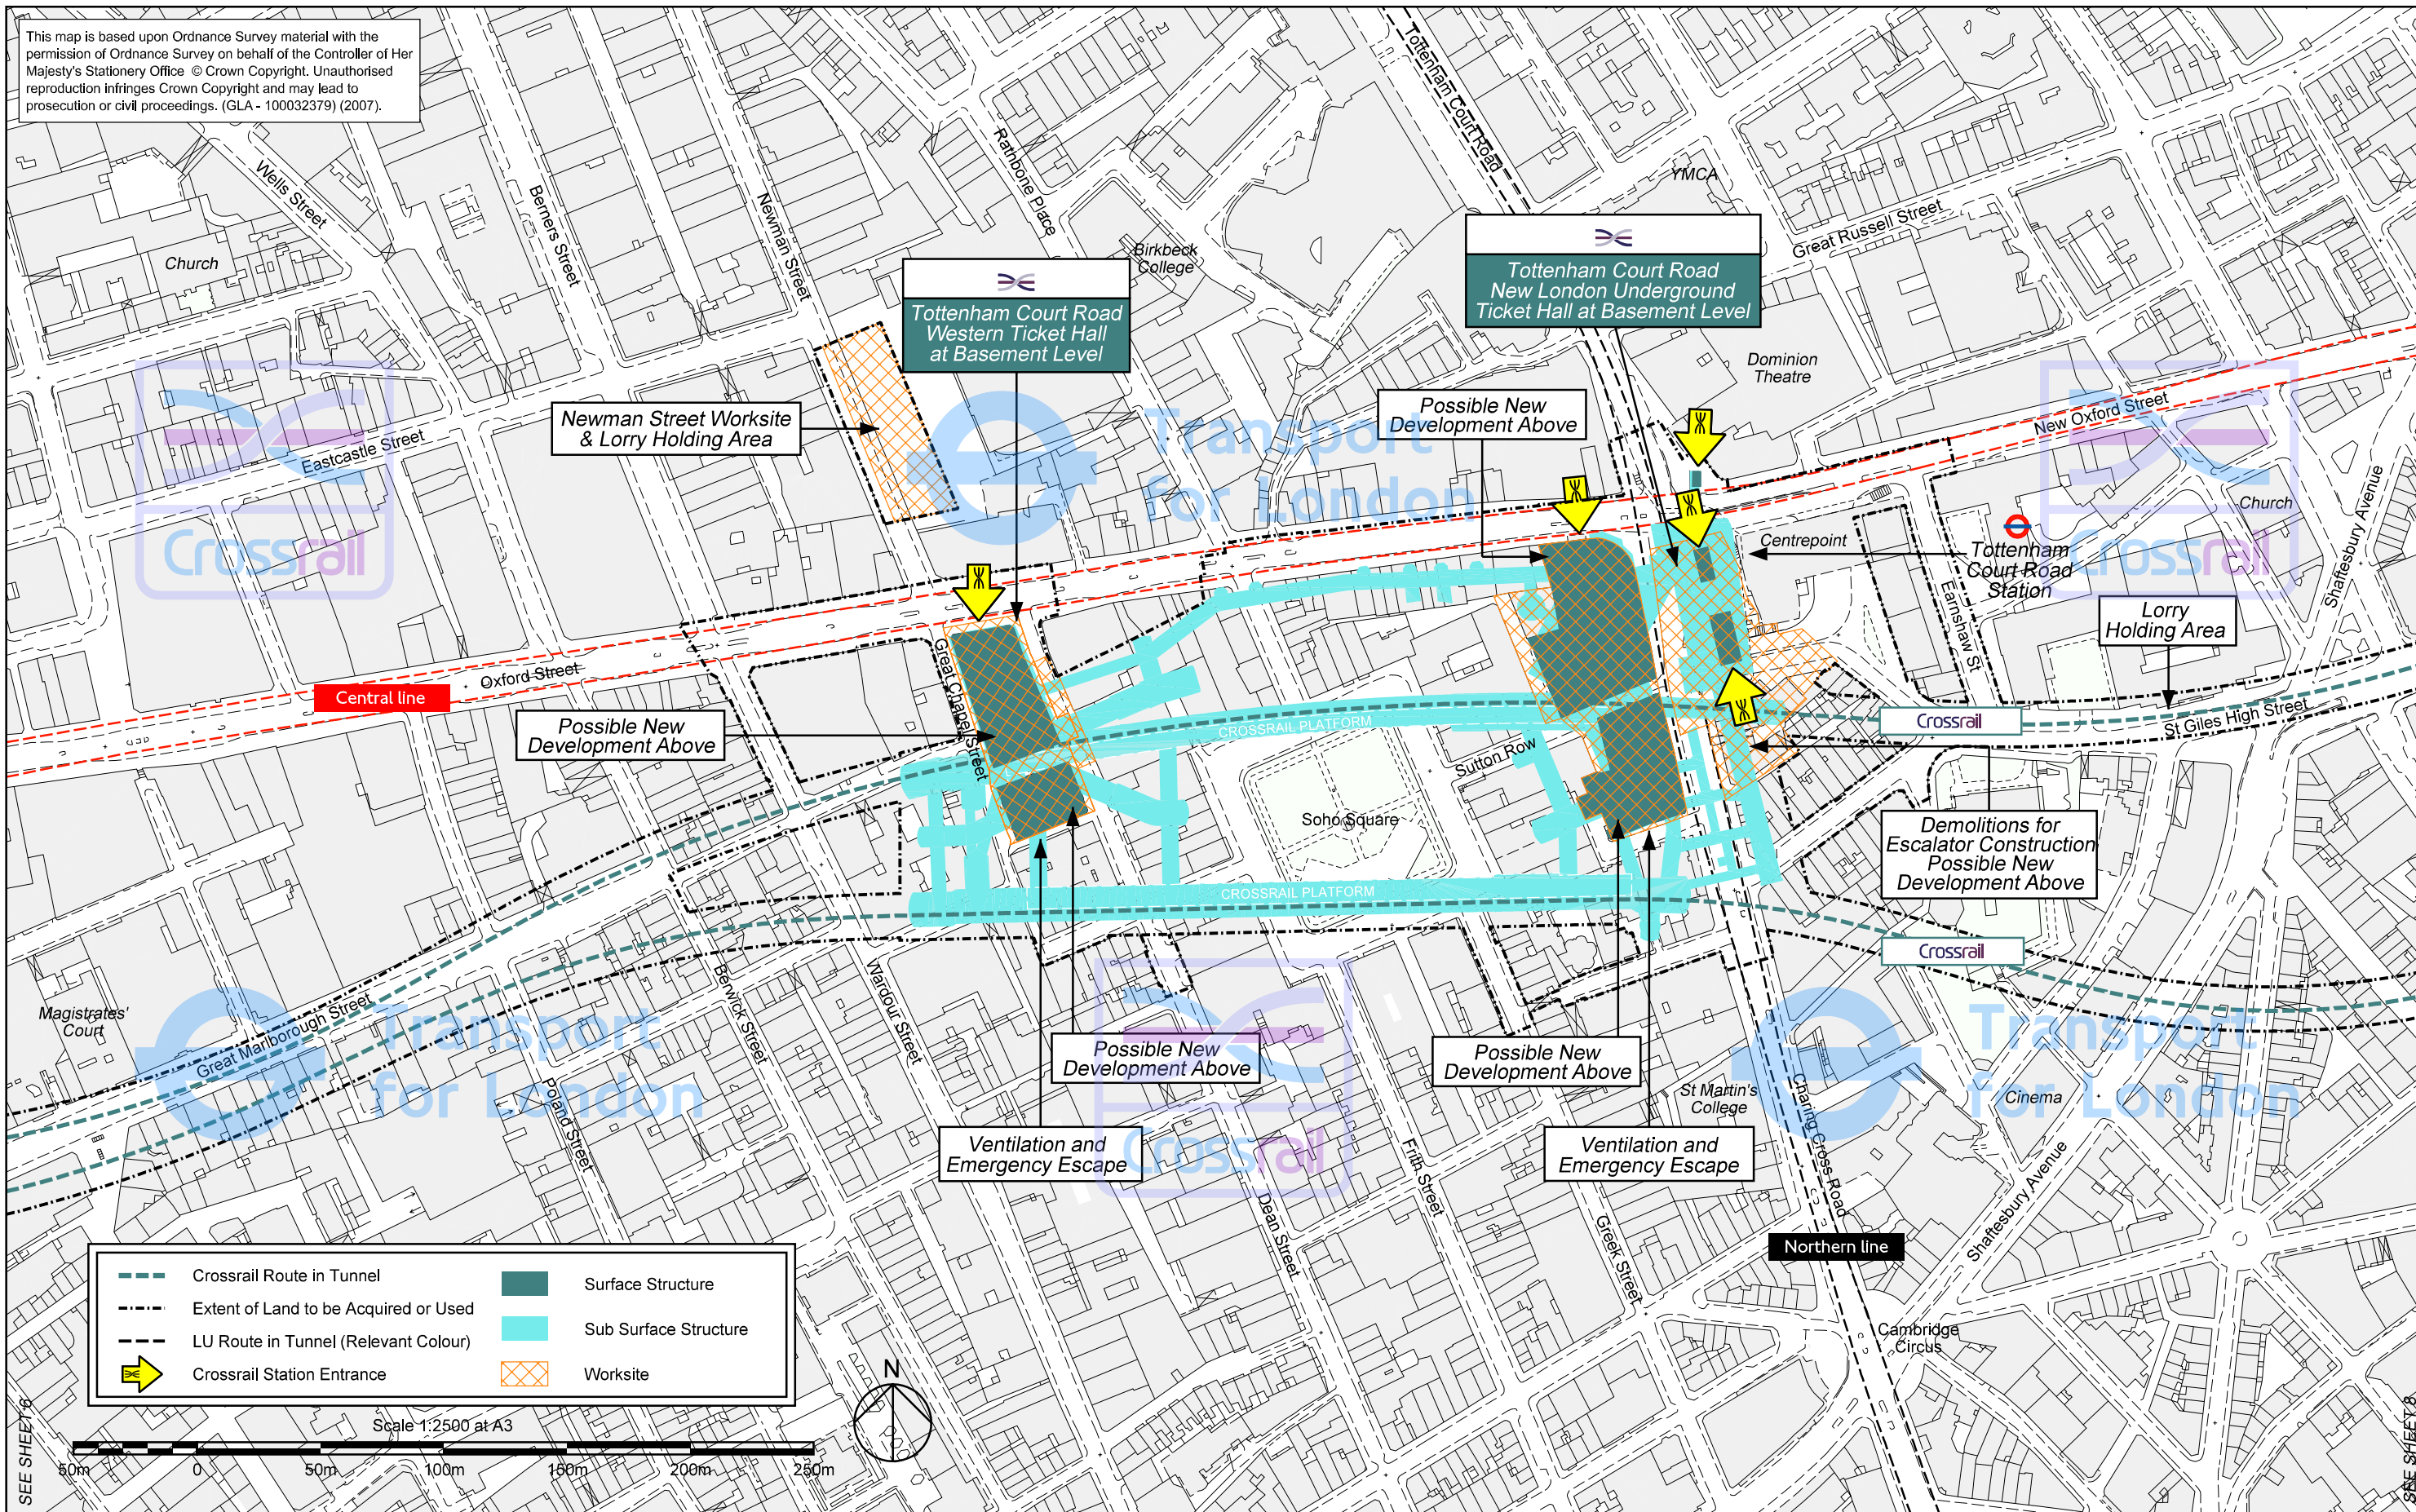 This map is based upon Ordnance Survey material with the
permission of Ordnance Survey on behalf of the Controller of Her
Majesty's Stationery Office © Crown Copyright. Unauthorised
reproduction infringes Crown Copyright and may lead to
prosecution or civil proceedings. (GLA - 100032379) (2007).
Tottenham Court Road
Wells Street
Berners Street
Newman Street
Rathbone Place
YMCA
Great Russell Street
Church
Birkbeck
College
Tottenham Court Road
Western Ticket Hall
at Basement Level
Tottenham Court Road
New London Underground
Ticket Hall at Basement Level
Dominion
Theatre
Newman Street Worksite
& Lorry Holding Area
Possible New
Development Above
New Oxford Street
Eastcastle Street
Transport
for London
Crossrail
Crossrail
Church
Shaftesbury Avenue
Centrepoint
Tottenham
Court Road
Station
Earnshaw St
Lorry
Holding Area
Oxford Street
Central line
Great Chapel Street
Possible New
Development Above
CROSSRAIL PLATFORM
Crossrail
St Giles High Street
Sutton Row
Soho Square
Demolitions for
Escalator Construction
Possible New
Development Above
CROSSRAIL PLATFORM
Crossrail
Magistrates'
Court
Great Marlborough Street
Transport
for London
Berwick Street
Wardour Street
Poland Street
Possible New
Development Above
Possible New
Development Above
Crossrail
St Martin's
College
Charing Cross Road
Cinema
Transport
for London
Ventilation and
Emergency Escape
Ventilation and
Emergency Escape
Dean Street
Frith Street
Greek Street
Shaftesbury Avenue
Northern line
Cambridge
Circus
Crossrail Route in Tunnel
Extent of Land to be Acquired or Used
LU Route in Tunnel (Relevant Colour)
Crossrail Station Entrance
Surface Structure
Sub Surface Structure
Worksite
N
Scale 1:2500 at A3
50m 0 50m 100m 150m 200m 250m
SEE SHEET 6
SEE SHEET 8